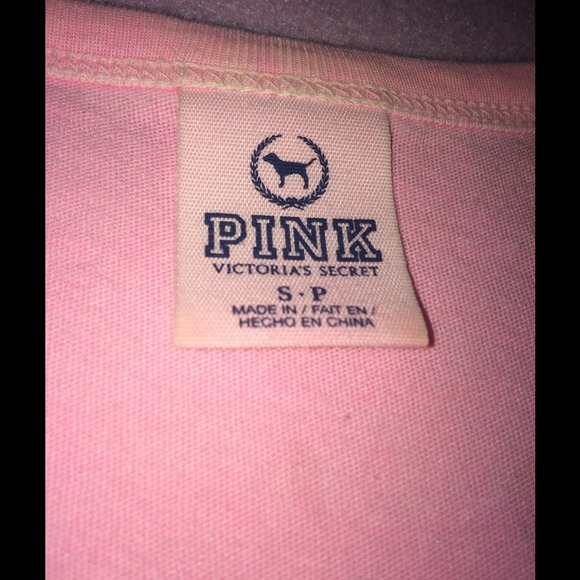 PINK
VICTORIA'S SECRET
S · P
MADE IN / FAIT EN /
HECHO EN CHINA